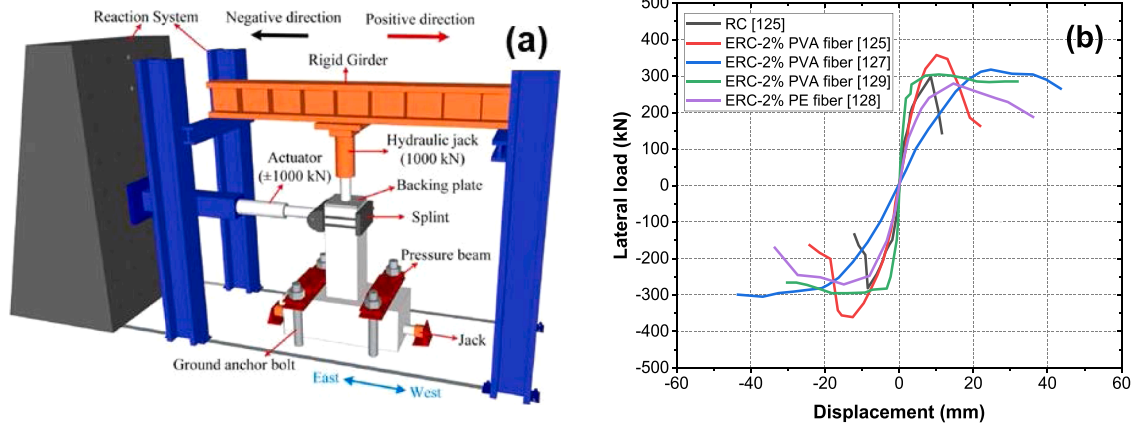 Reaction System
Negative direction
Positive direction
(a)
Rigid Girder
Hydraulic jack
(1000 kN)
Actuator
(±1000 kN)
Backing plate
Splint
Pressure beam
Jack
Ground anchor bolt
East
West
(b)
RC [125]
ERC-2% PVA fiber [125]
ERC-2% PVA fiber [127]
ERC-2% PVA fiber [129]
ERC-2% PE fiber [128]
Lateral load (kN)
500
400
300
200
100
0
-100
-200
-300
-400
-500
-60 -40 -20 0 20 40 60
Displacement (mm)